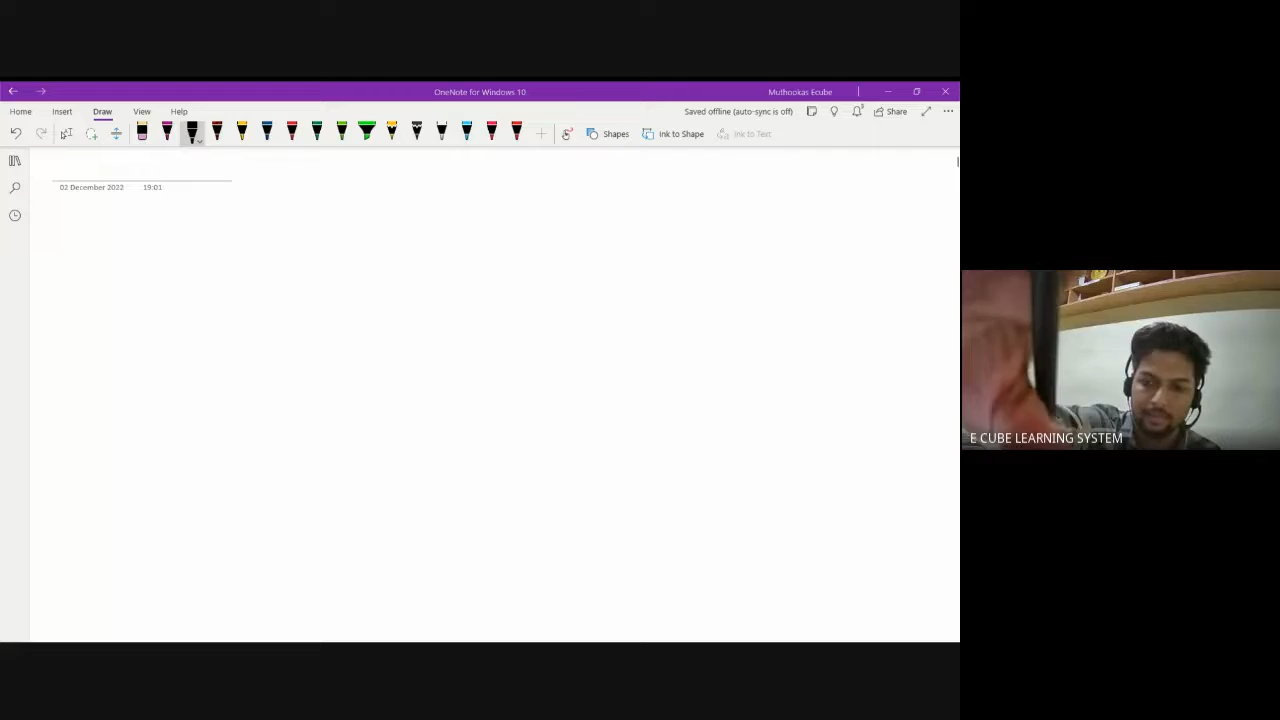 OneNote for Windows 10
Muthookas Ecube
Home Insert Draw View Help
Saved offline (auto-sync is off)
Share
Shapes
Ink to Shape
Ink to Text
02 December 2022 19:01
E CUBE LEARNING SYSTEM